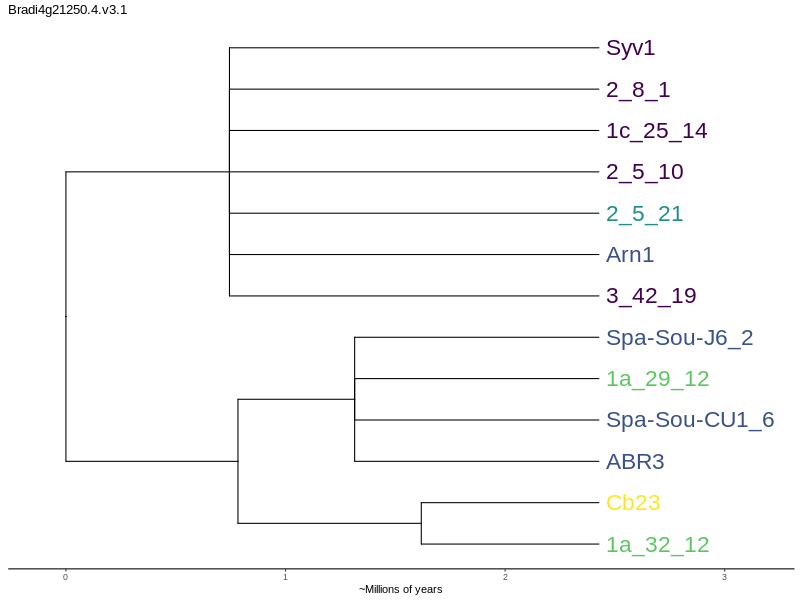 Bradi4g21250.4.v3.1
Syv1
2_8_1
1c_25_14
2_5_10
2_5_21
Arn1
3_42_19
Spa-Sou-J6_2
1a_29_12
Spa-Sou-CU1_6
ABR3
Cb23
1a_32_12
0 1 2 3
~Millions of years